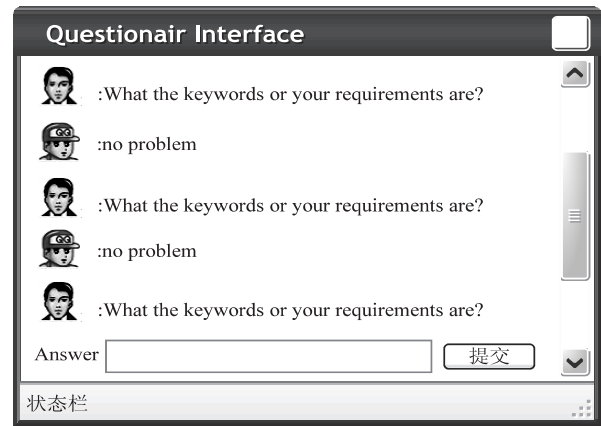 Questionair Interface
:What the keywords or your requirements are?
:no problem
:What the keywords or your requirements are?
:no problem
:What the keywords or your requirements are?
Answer 提交
状态栏